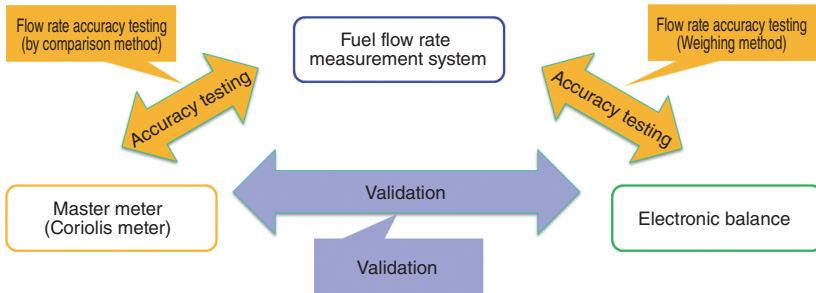 Flow rate accuracy testing
(by comparison method)
Fuel flow rate
measurement system
Flow rate accuracy testing
(Weighing method)
Accuracy testing
Accuracy testing
Master meter
(Coriolis meter)
Validation
Electronic balance
Validation